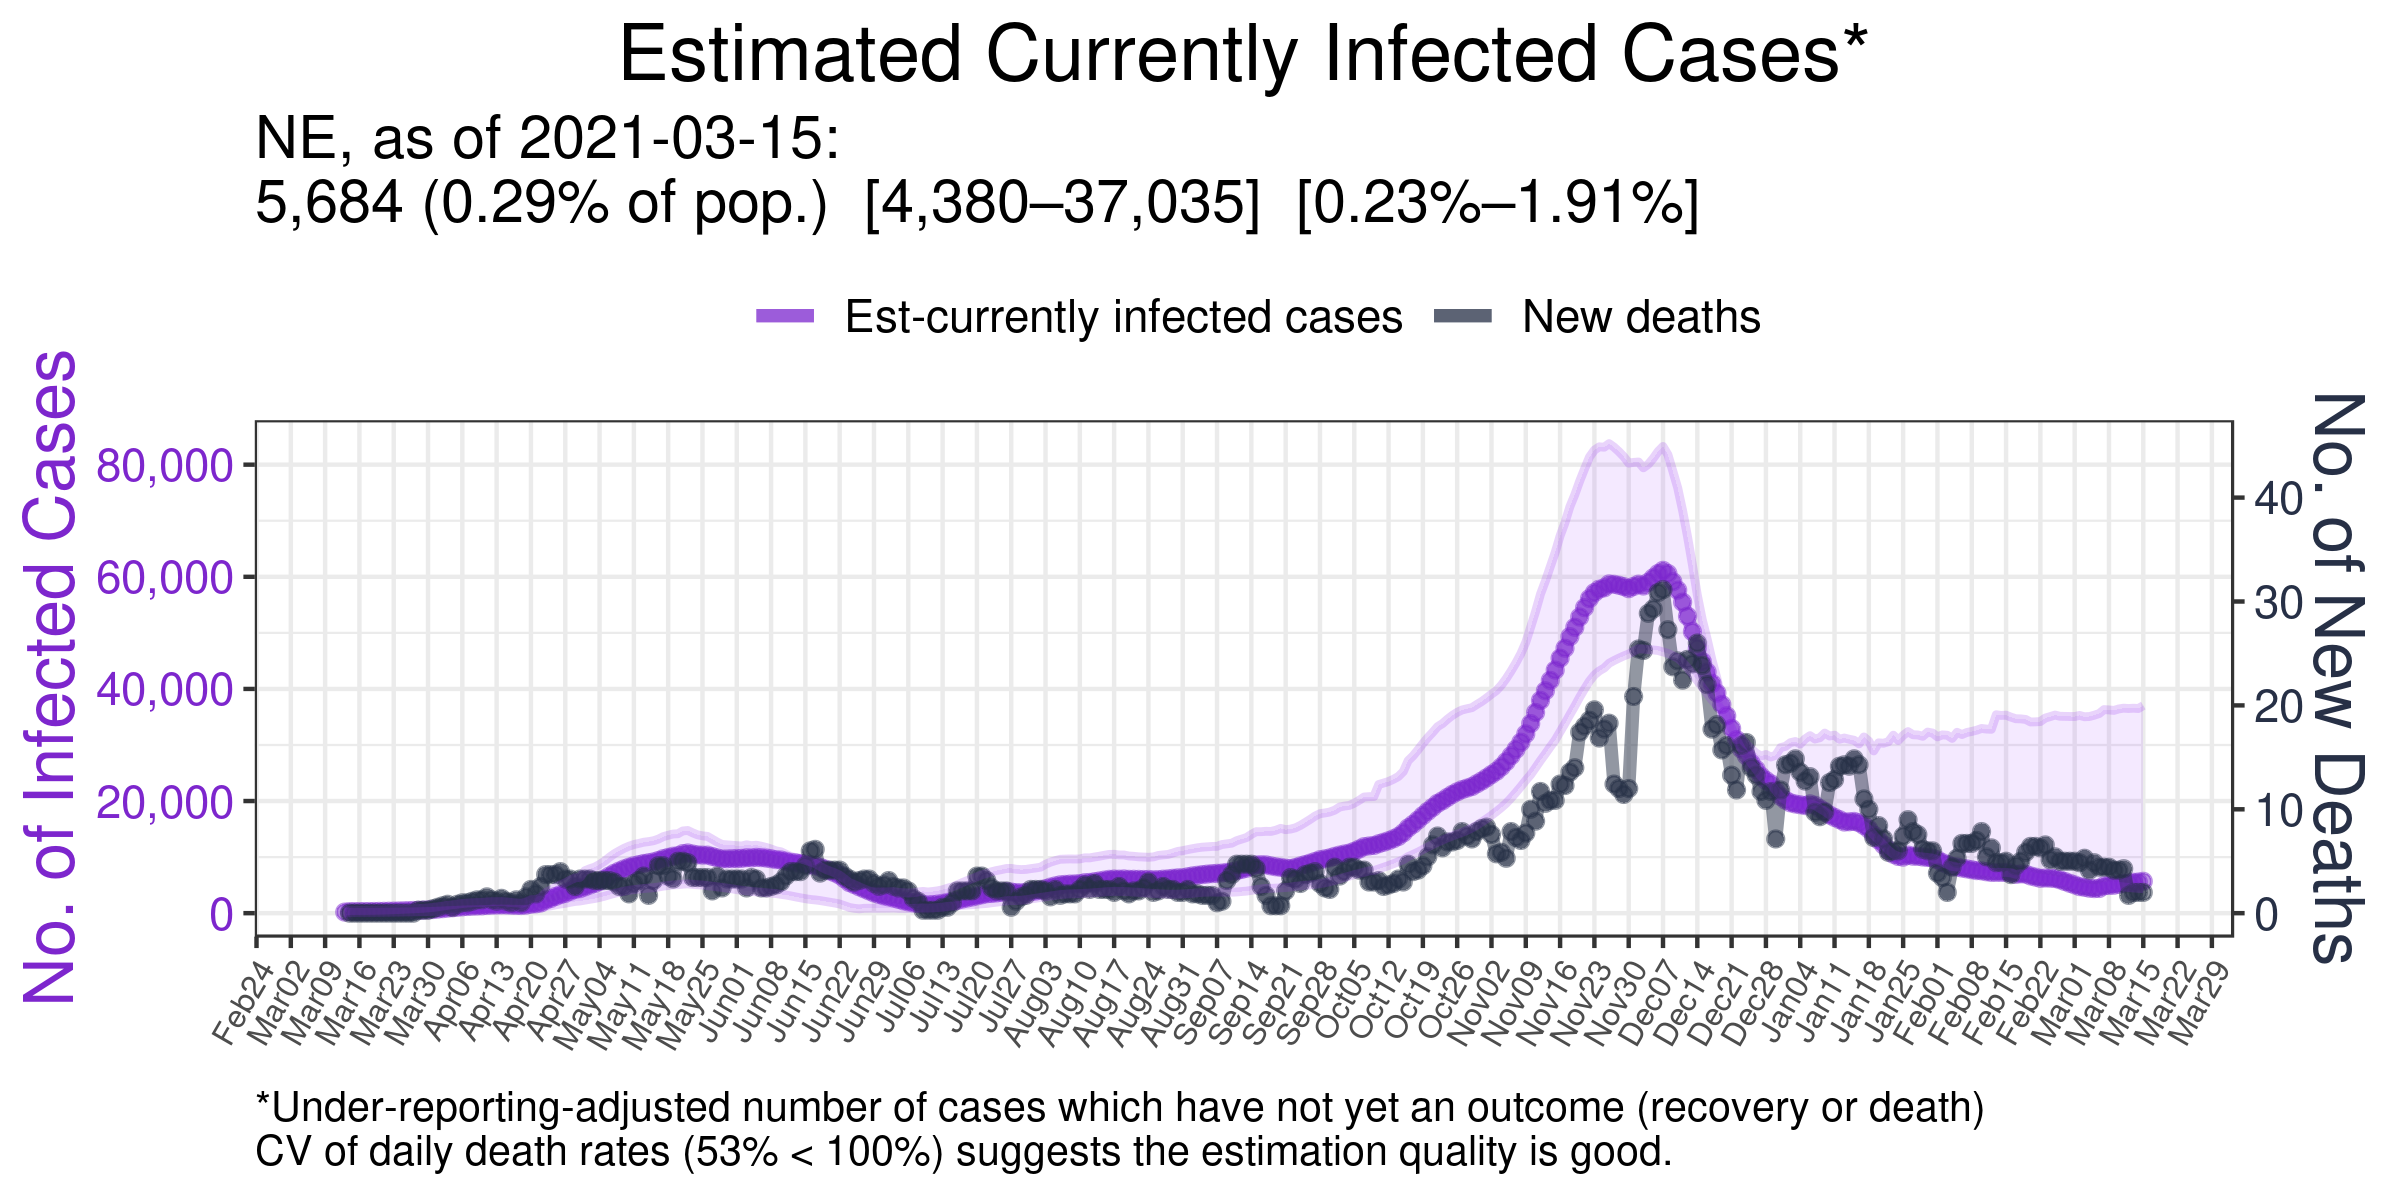 Estimated Currently Infected Cases*
NE, as of 2021-03-15:
5,684 (0.29% of pop.)  [4,380–37,035]  [0.23%–1.91%]
Est-currently infected cases
New deaths
No. of Infected Cases
80,000
60,000
40,000
20,000
0
40
30
20
10
0
No. of New Deaths
Feb24
Mar02
Mar09
Mar16
Mar23
Mar30
Apr06
Apr13
Apr20
Apr27
May04
May11
May18
May25
Jun01
Jun08
Jun15
Jun22
Jun29
Jul06
Jul13
Jul20
Jul27
Aug03
Aug10
Aug17
Aug24
Aug31
Sep07
Sep14
Sep21
Sep28
Oct05
Oct12
Oct19
Oct26
Nov02
Nov09
Nov16
Nov23
Nov30
Dec07
Dec14
Dec21
Dec28
Jan04
Jan11
Jan18
Jan25
Feb01
Feb08
Feb15
Feb22
Mar01
Mar08
Mar15
Mar22
Mar29
*Under-reporting-adjusted number of cases which have not yet an outcome (recovery or death)
CV of daily death rates (53% < 100%) suggests the estimation quality is good.